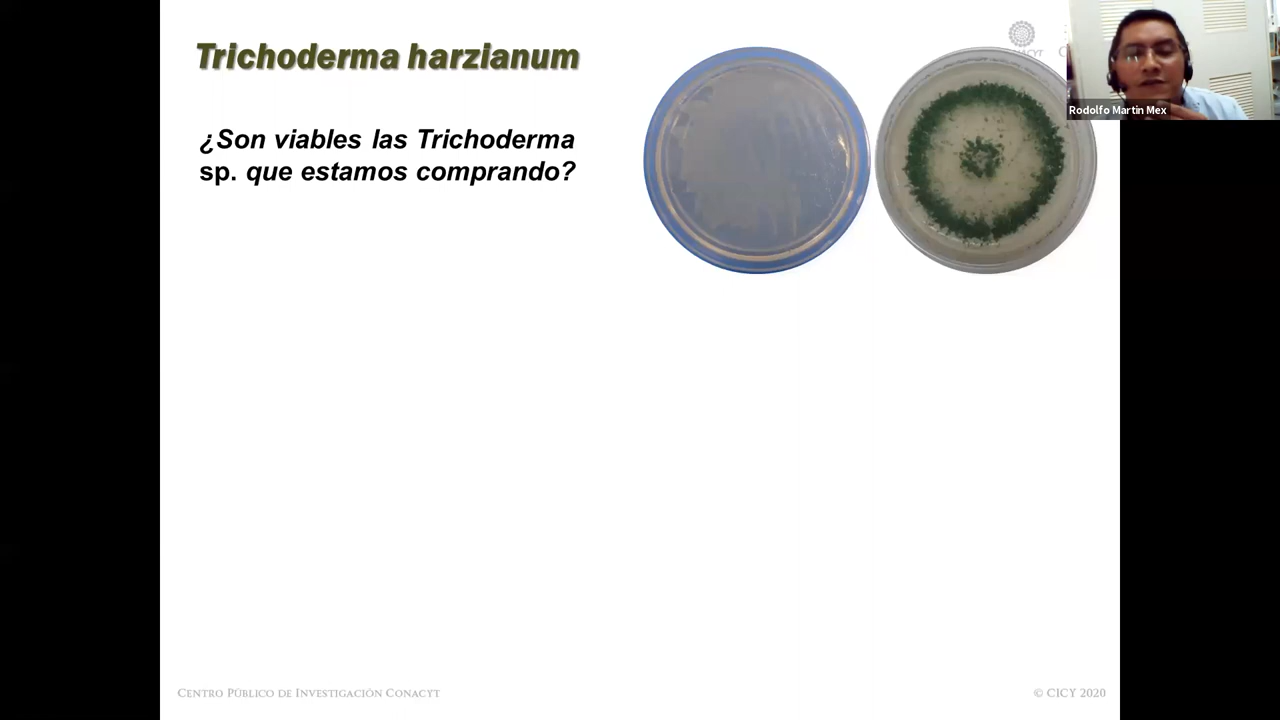 Trichoderma harzianum
¿Son viables las Trichoderma
sp. que estamos comprando?
Rodolfo Martin Mex
CENTRO PÚBLICO DE INVESTIGACIÓN CONACYT
© CICY 2020